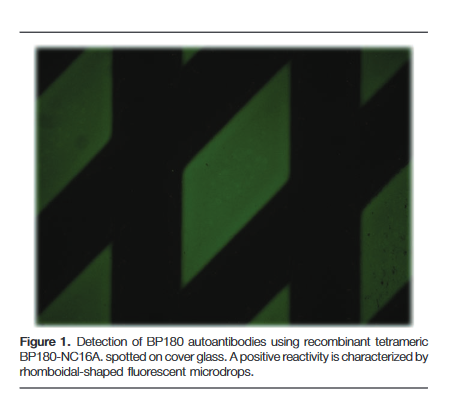 Figure 1. Detection of BP180 autoantibodies using recombinant tetrameric
BP180-NC16A. spotted on cover glass. A positive reactivity is characterized by
rhomboidal-shaped fluorescent microdrops.